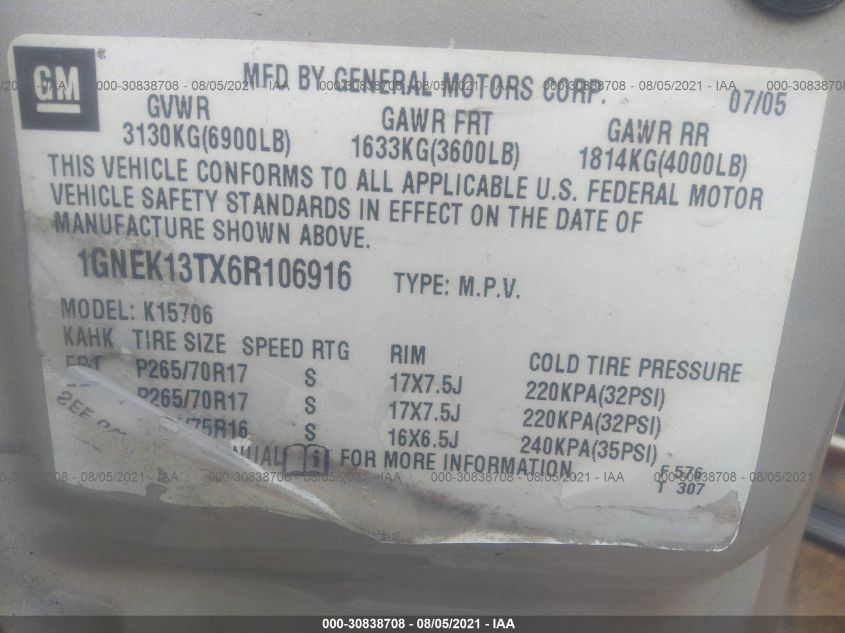 GM
MFD BY GENERAL MOTORS CORP.
07/05
GVWR GAWR FRT GAWR RR
3130KG(6900LB) 1633KG(3600LB) 1814KG(4000LB)
THIS VEHICLE CONFORMS TO ALL APPLICABLE U.S. FEDERAL MOTOR
VEHICLE SAFETY STANDARDS IN EFFECT ON THE DATE OF
MANUFACTURE SHOWN ABOVE.
1GNEK13TX6R106916 TYPE: M.P.V.
MODEL: K15706
KAHK TIRE SIZE SPEED RTG RIM COLD TIRE PRESSURE
FRT P265/70R17 S 17X7.5J 220KPA(32PSI)
P265/70R17 S 17X7.5J 220KPA(32PSI)
/75R16 S 16X6.5J 240KPA(35PSI)
SEE FOR MORE INFORMATION
F 576
T 307
000-30838708 - 08/05/2021 - IAA